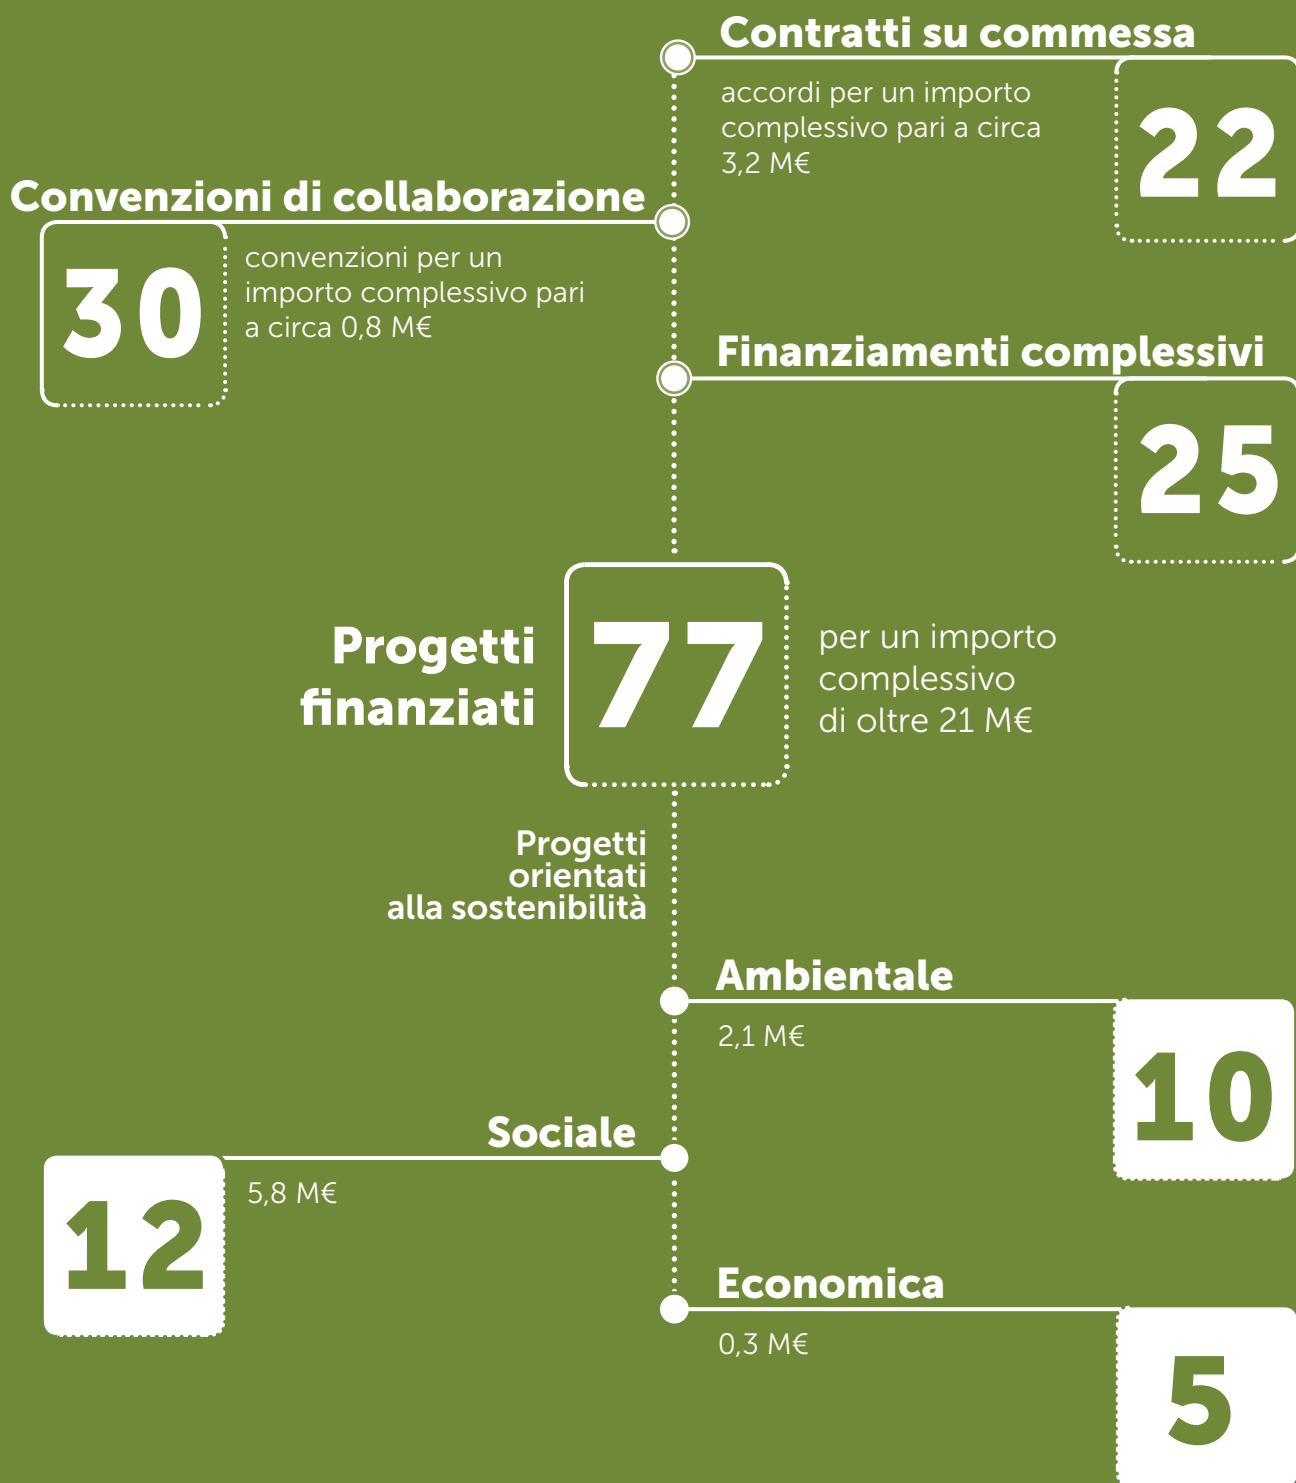 Contratti su commessa
accordi per un importo
complessivo pari a circa
3,2 M€
22
Convenzioni di collaborazione
30
convenzioni per un
importo complessivo pari
a circa 0,8 M€
Finanziamenti complessivi
25
Progetti
finanziati
77
per un importo
complessivo
di oltre 21 M€
Progetti
orientati
alla sostenibilità
Ambientale
2,1 M€
10
Sociale
12
5,8 M€
Economica
0,3 M€
5